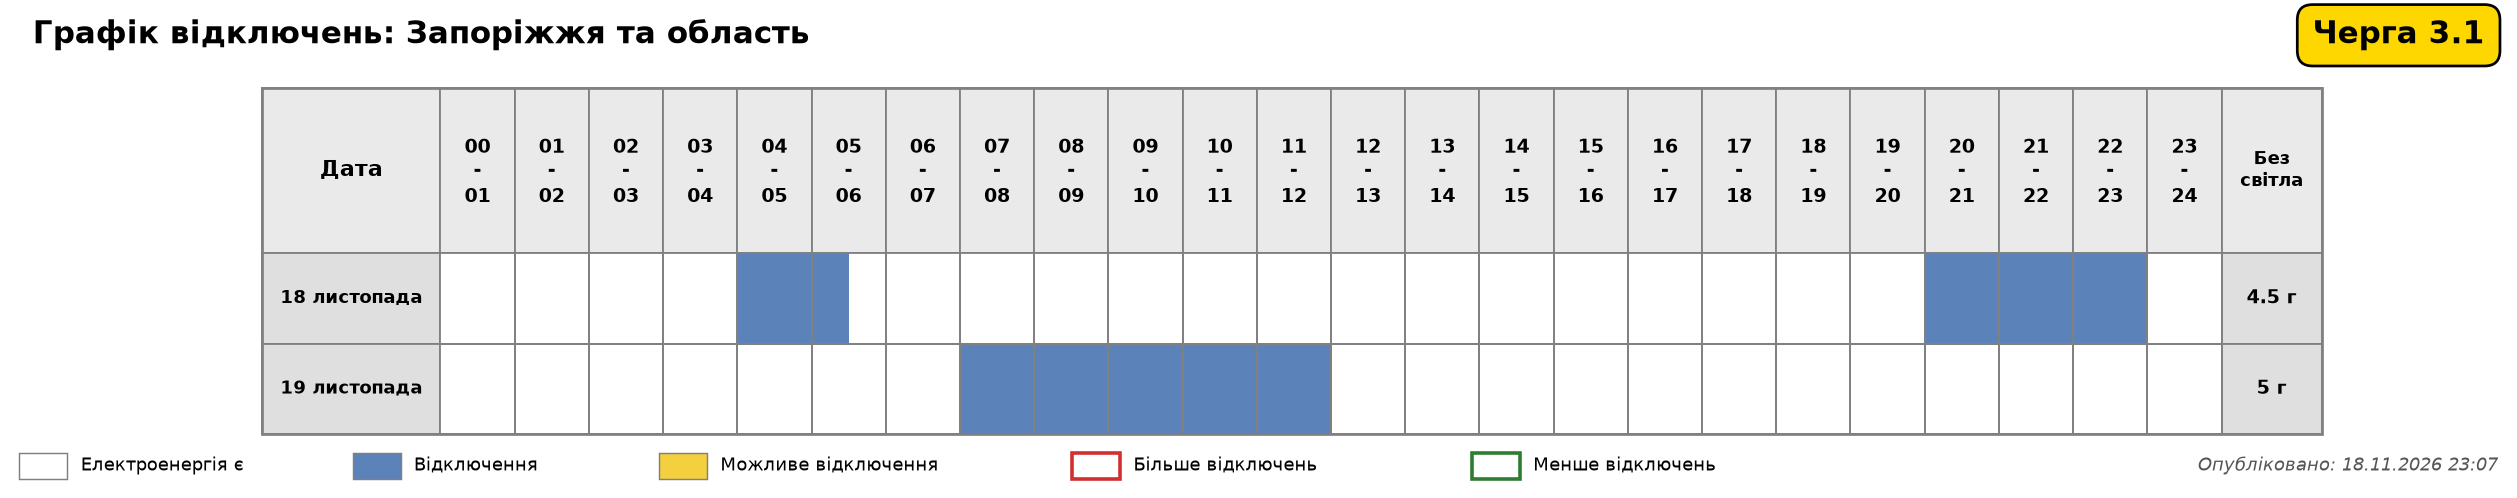 Графік відключень: Запоріжжя та область
Черга 3.1
Дата 00 - 01 01 - 02 02 - 03 03 - 04 04 - 05 05 - 06 06 - 07 07 - 08 08 - 09 09 - 10 10 - 11 11 - 12 12 - 13 13 - 14 14 - 15 15 - 16 16 - 17 17 - 18 18 - 19 19 - 20 20 - 21 21 - 22 22 - 23 23 - 24 Без світла
18 листопада 4.5 г
19 листопада 5 г
Електроенергія є Відключення Можливе відключення Більше відключень Менше відключень
Опубліковано: 18.11.2026 23:07